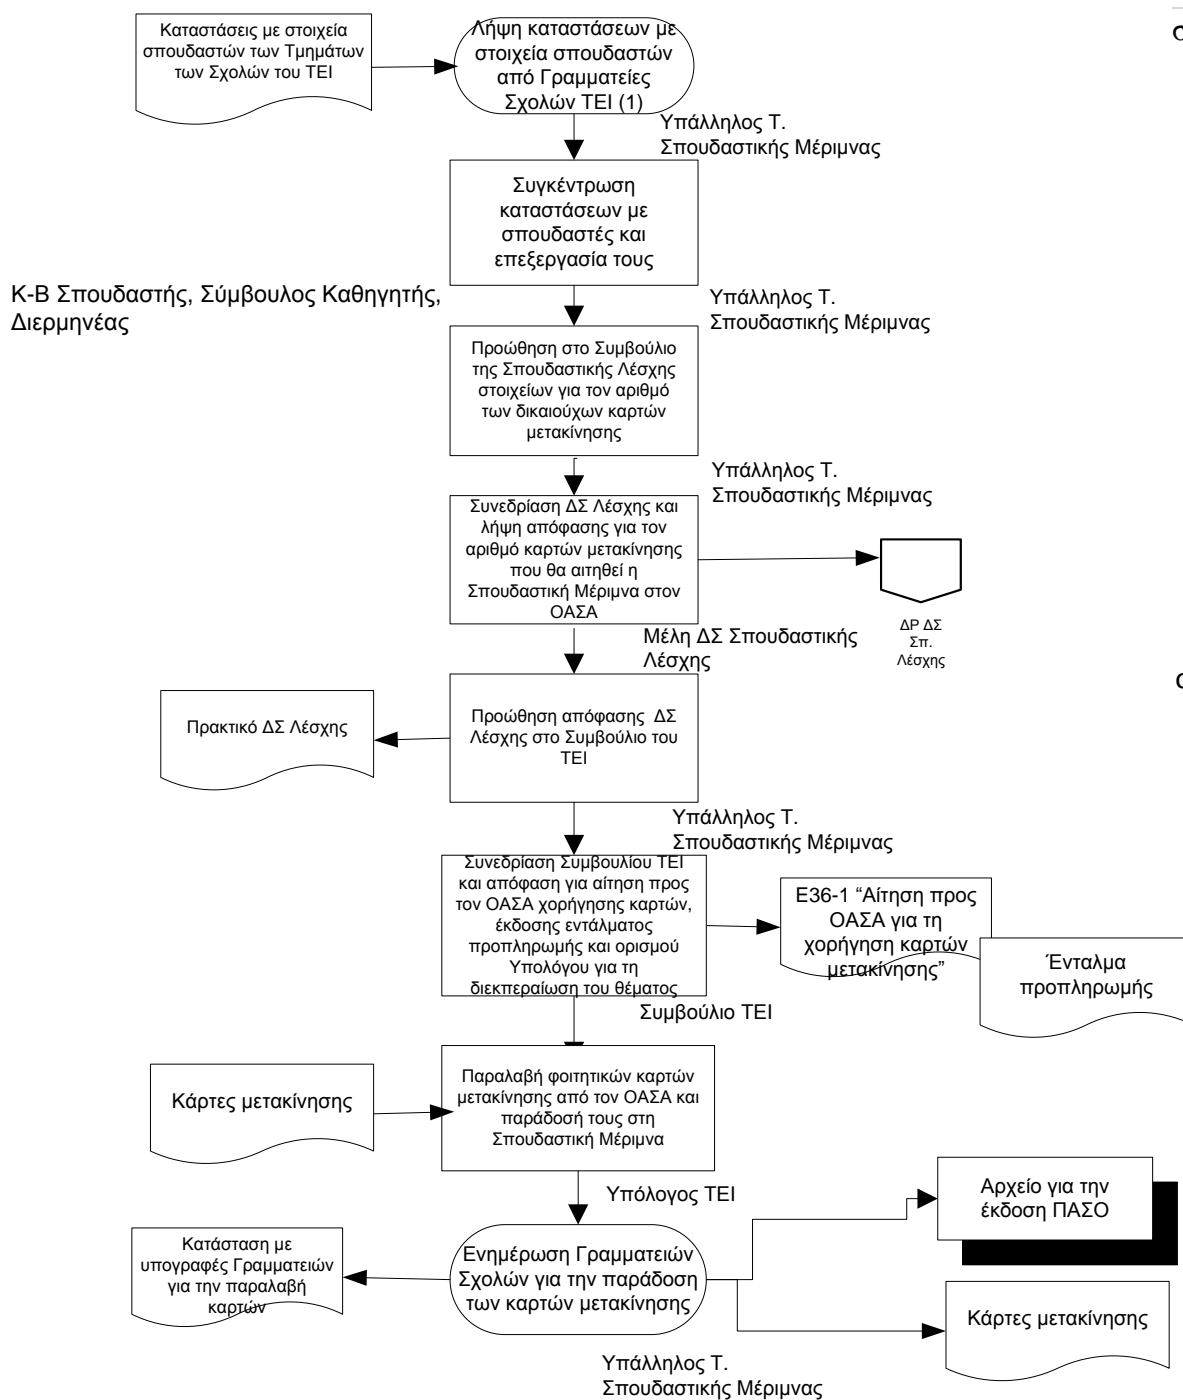 Καταστάσεις με στοιχεία
σπουδαστών των Τμημάτων
των Σχολών του ΤΕΙ
Λήψη καταστάσεων με
στοιχεία σπουδαστών
από Γραμματείες
Σχολών ΤΕΙ (1)
Υπάλληλος Τ.
Σπουδαστικής Μέριμνας
Συγκέντρωση
καταστάσεων με
σπουδαστές και
επεξεργασία τους
Κ-Β Σπουδαστής, Σύμβουλος Καθηγητής,
Διερμηνέας
Υπάλληλος Τ.
Σπουδαστικής Μέριμνας
Προώθηση στο Συμβούλιο
της Σπουδαστικής Λέσχης
στοιχείων για τον αριθμό
των δικαιούχων καρτών
μετακίνησης
Υπάλληλος Τ.
Σπουδαστικής Μέριμνας
Συνεδρίαση ΔΣ Λέσχης και
λήψη απόφασης για τον
αριθμό καρτών μετακίνησης
που θα αιτηθεί η
Σπουδαστική Μέριμνα στον
ΟΑΣΑ
ΔΡ ΔΣ
Σπ.
Λέσχης
Μέλη ΔΣ Σπουδαστικής
Λέσχης
Προώθηση απόφασης ΔΣ
Λέσχης στο Συμβούλιο του
ΤΕΙ
Πρακτικό ΔΣ Λέσχης
Υπάλληλος Τ.
Σπουδαστικής Μέριμνας
Συνεδρίαση Συμβουλίου ΤΕΙ
και απόφαση για αίτηση προς
τον ΟΑΣΑ χορήγησης καρτών,
έκδοσης εντάλματος
προπληρωμής και ορισμού
Υπολόγου για τη
διεκπεραίωση του θέματος
Ε36-1 “Αίτηση προς
ΟΑΣΑ για τη
χορήγηση καρτών
μετακίνησης”
Ένταλμα
προπληρωμής
Συμβούλιο ΤΕΙ
Κάρτες μετακίνησης
Παραλαβή φοιτητικών καρτών
μετακίνησης από τον ΟΑΣΑ και
παράδοσή τους στη
Σπουδαστική Μέριμνα
Υπόλογος ΤΕΙ
Αρχείο για την
έκδοση ΠΑΣΟ
Κατάσταση με
υπογραφές Γραμματειών
για την παραλαβή
καρτών
Ενημέρωση Γραμματειών
Σχολών για την παράδοση
των καρτών μετακίνησης
Κάρτες μετακίνησης
Υπάλληλος Τ.
Σπουδαστικής Μέριμνας